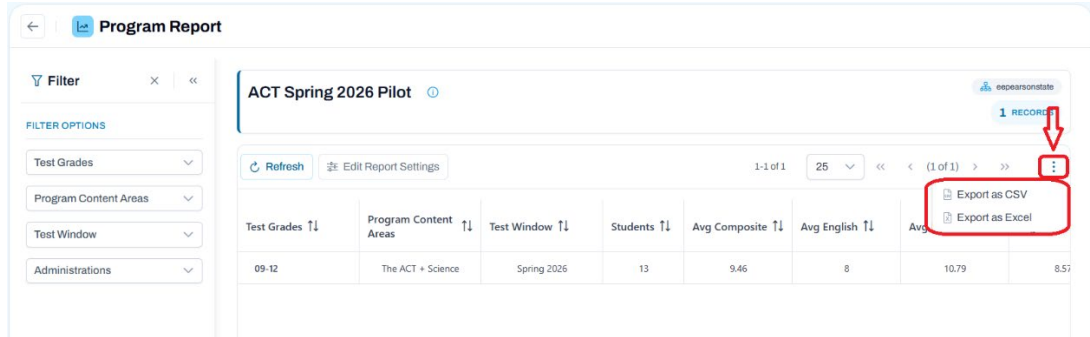 Program Report
Filter
FILTER OPTIONS
Test Grades
Program Content Areas
Test Window
Administrations
ACT Spring 2026 Pilot
eepearsonstate
1 RECORDS
Refresh
Edit Report Settings
1-1 of 1
25
(1 of 1)
Export as CSV
Export as Excel
Test Grades
Program Content
Areas
Test Window
Students
Avg Composite
Avg English
09-12
The ACT + Science
Spring 2026
13
9.46
8
10.79
8.57